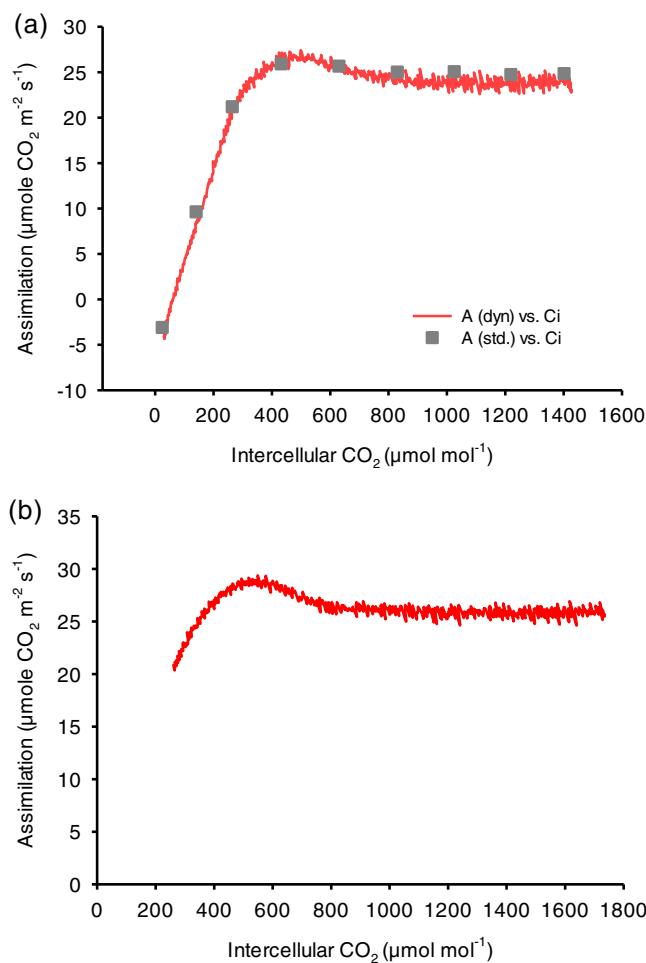 (a)
30
25
20
15
10
5
0
-5
-10
Assimilation (µmole CO₂ m⁻² s⁻¹)
A (dyn) vs. Ci
A (std.) vs. Ci
0 200 400 600 800 1000 1200 1400 1600
Intercellular CO₂ (µmol mol⁻¹)
(b)
35
30
25
20
15
10
5
0
Assimilation (µmole CO₂ m⁻² s⁻¹)
0 200 400 600 800 1000 1200 1400 1600 1800
Intercellular CO₂ (µmol mol⁻¹)